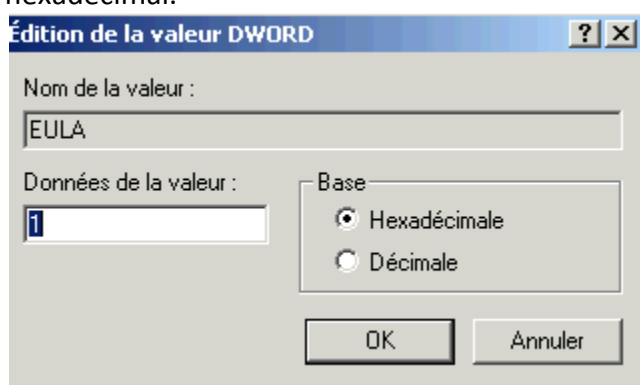 hexadécimal.
Édition de la valeur DWORD
Nom de la valeur :
EULA
Données de la valeur :
1
Base
Hexadécimale
Décimale
OK
Annuler